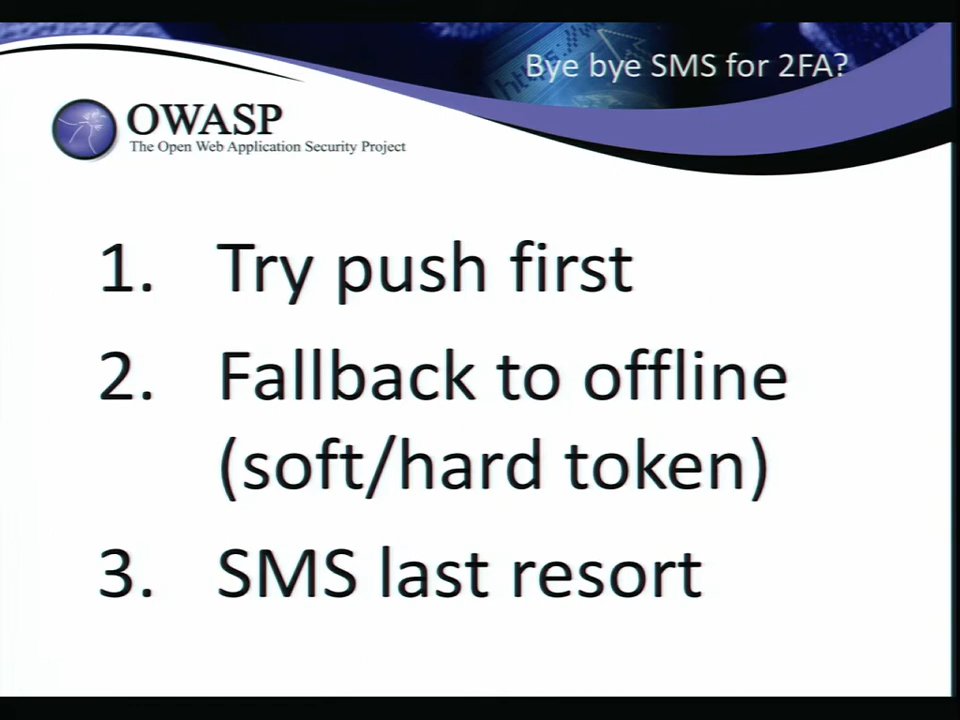 Bye bye SMS for 2FA?
OWASP
The Open Web Application Security Project
1. Try push first
2. Fallback to offline
(soft/hard token)
3. SMS last resort